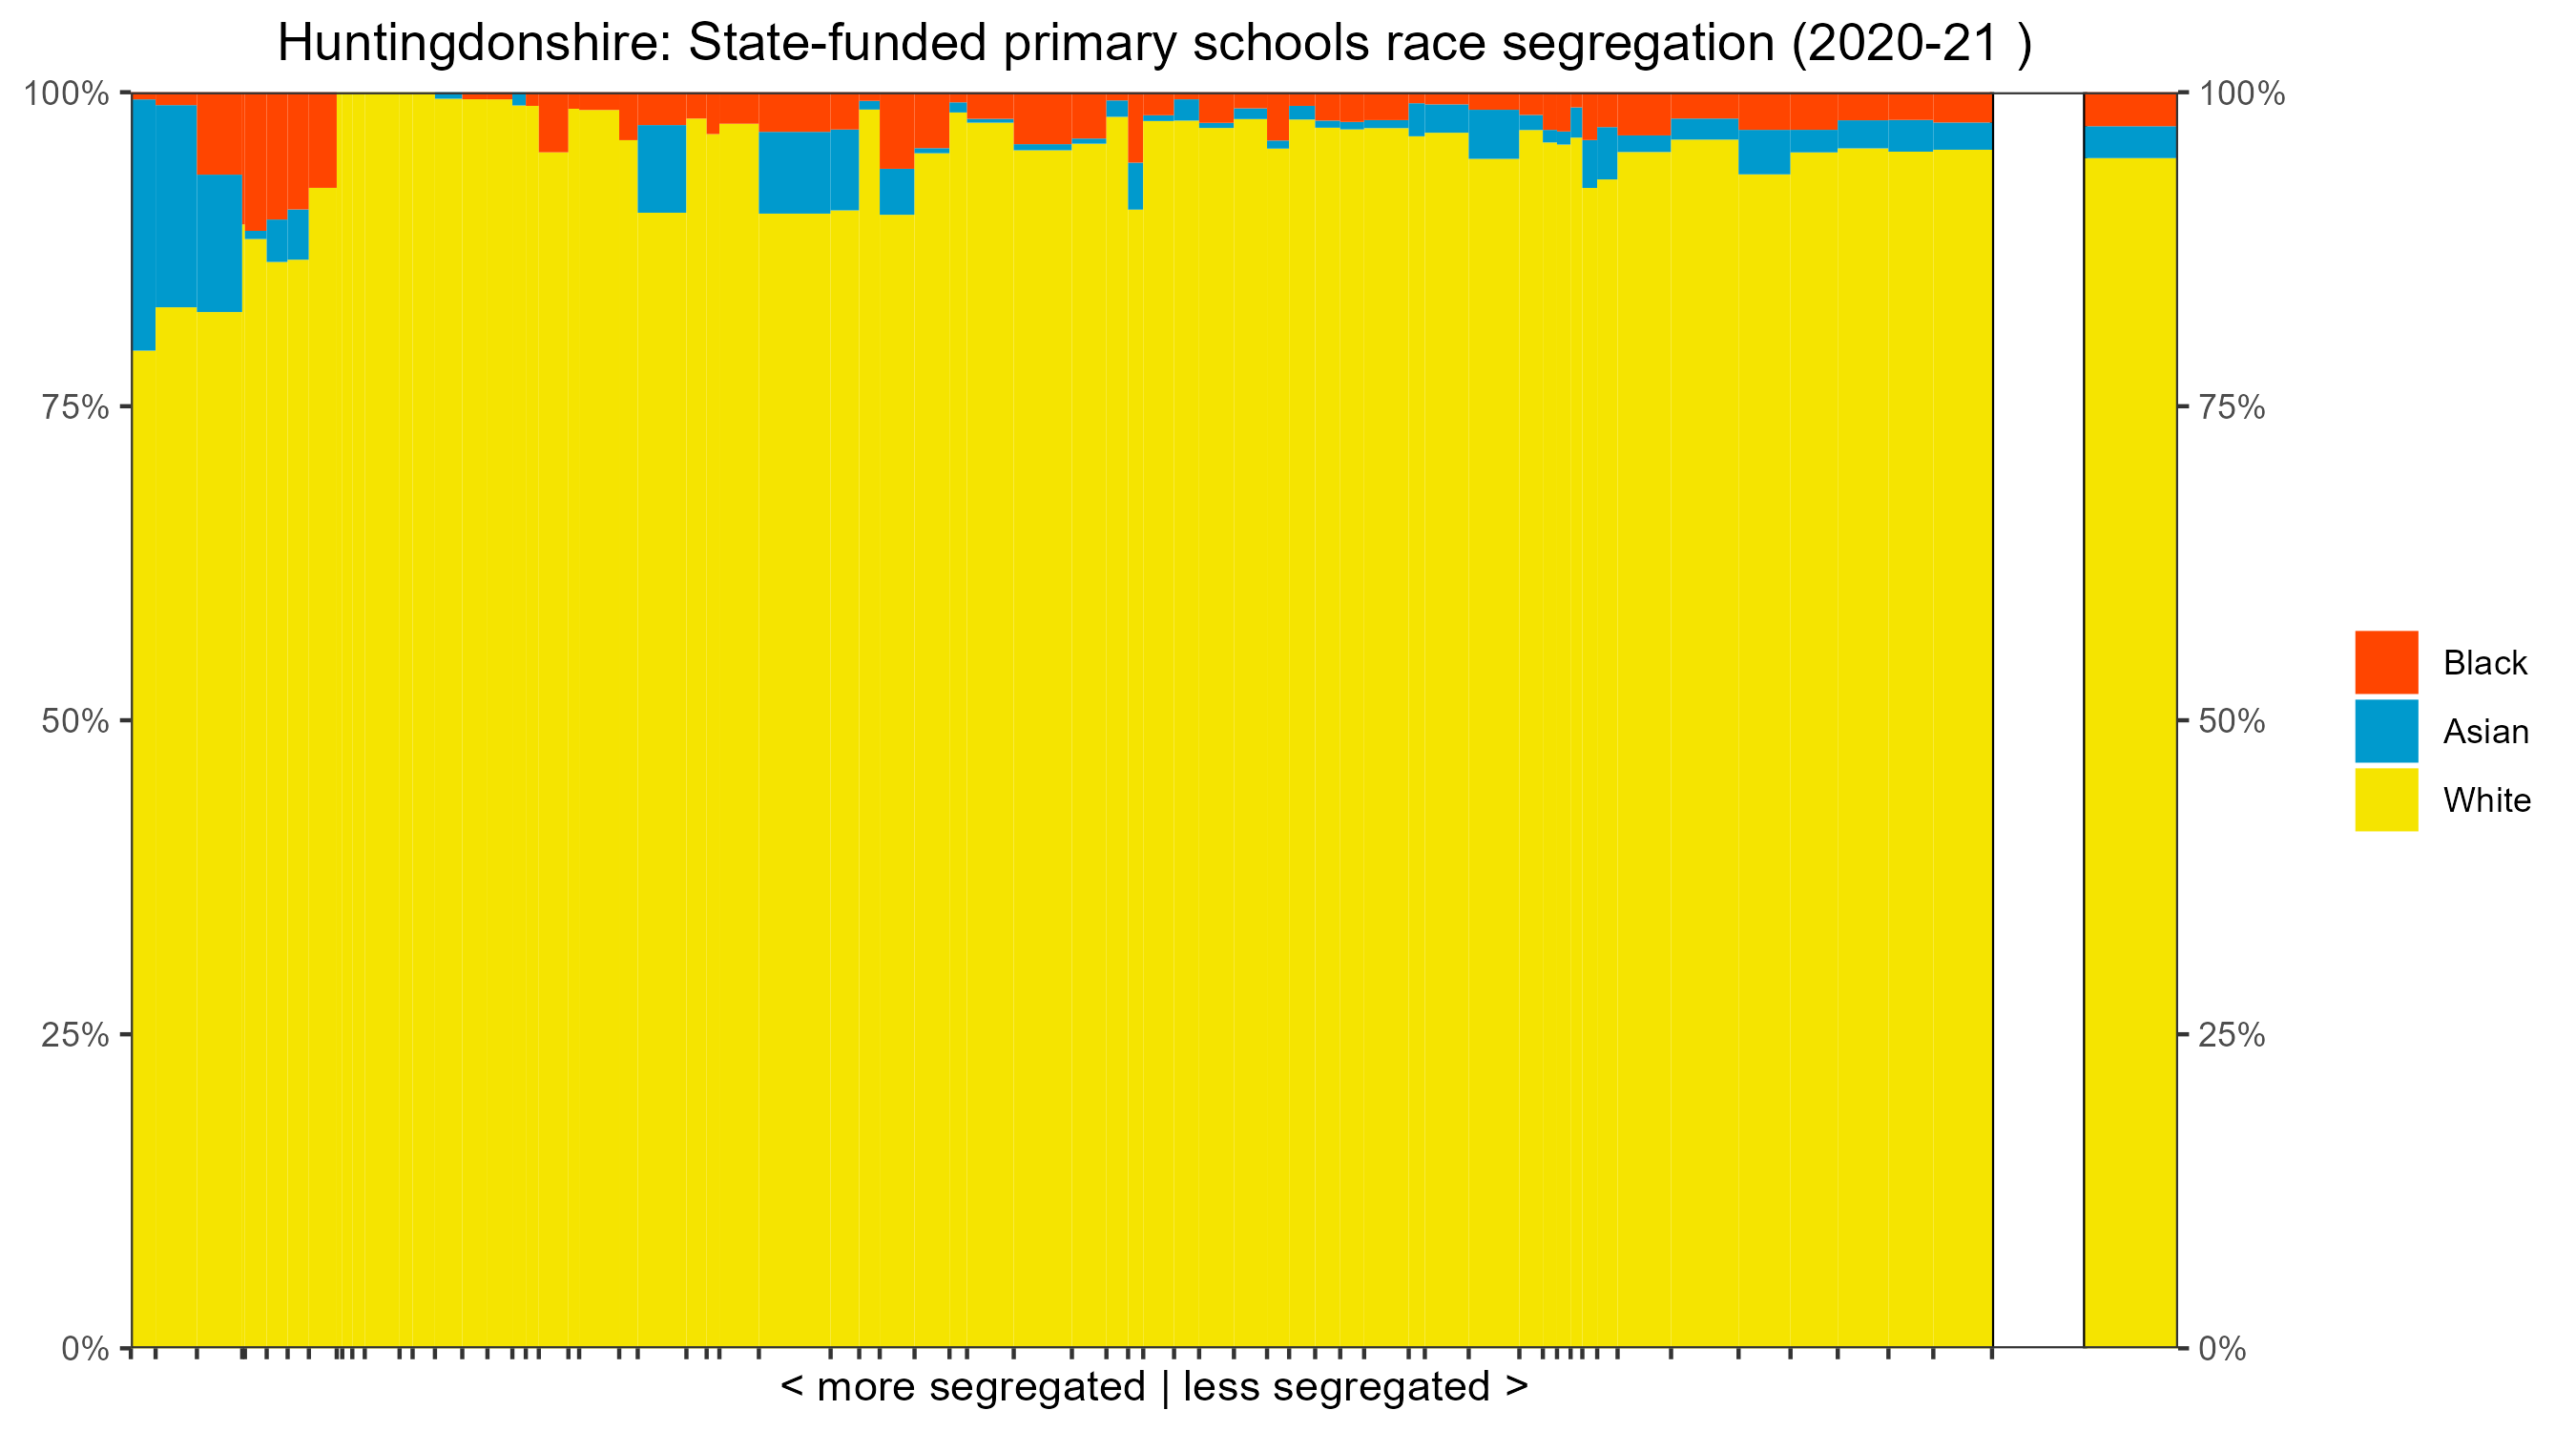 Huntingdonshire: State-funded primary schools race segregation (2020-21 )
100%
100%
75%
75%
50%
50%
25%
25%
0%
0%
Black
Asian
White
< more segregated | less segregated >